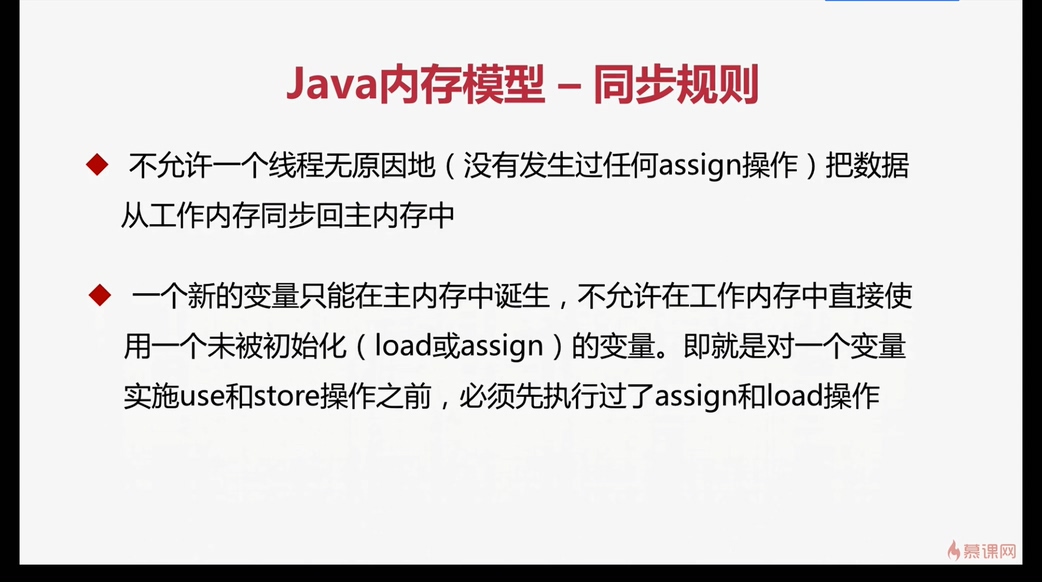 Java内存模型 – 同步规则
不允许一个线程无原因地（没有发生过任何assign操作）把数据
从工作内存同步回主内存中
一个新的变量只能在主内存中诞生，不允许在工作内存中直接使
用一个未被初始化（load或assign）的变量。即就是对一个变量
实施use和store操作之前，必须先执行过了assign和load操作
慕课网